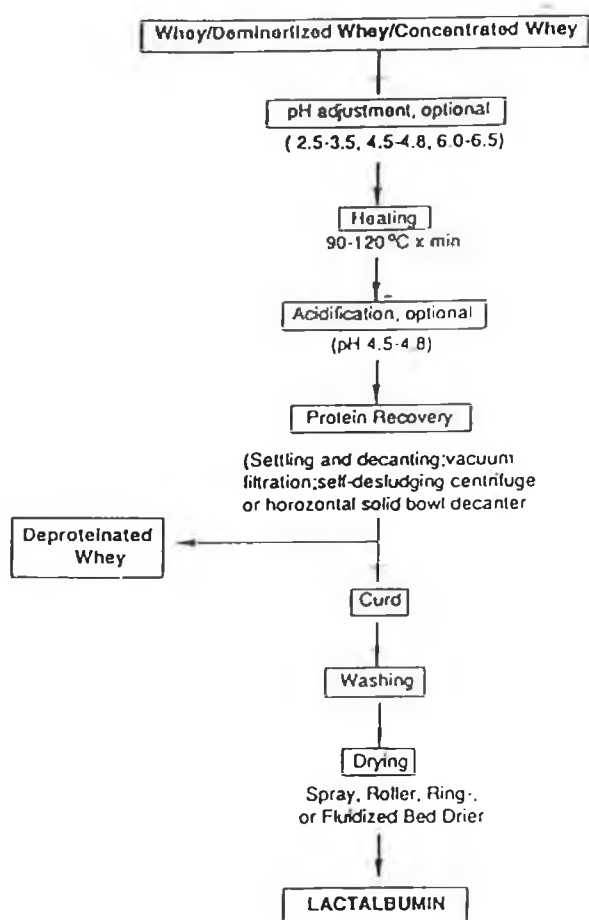 Whey/Deminerlized Whey/Concentrated Whey
pH adjustment, optional
( 2.5-3.5, 4.5-4.8, 6.0-6.5)
Heating
90-120 ºC x min
Acidification, optional
(pH 4.5-4.8)
Protein Recovery
(Settling and decanting;vacuum
filtration;self-desludging centrifuge
or horozontal solid bowl decanter
Deproteinated
Whey
Curd
Washing
Drying
Spray, Roller, Ring-,
or Fluidized Bed Drier
LACTALBUMIN